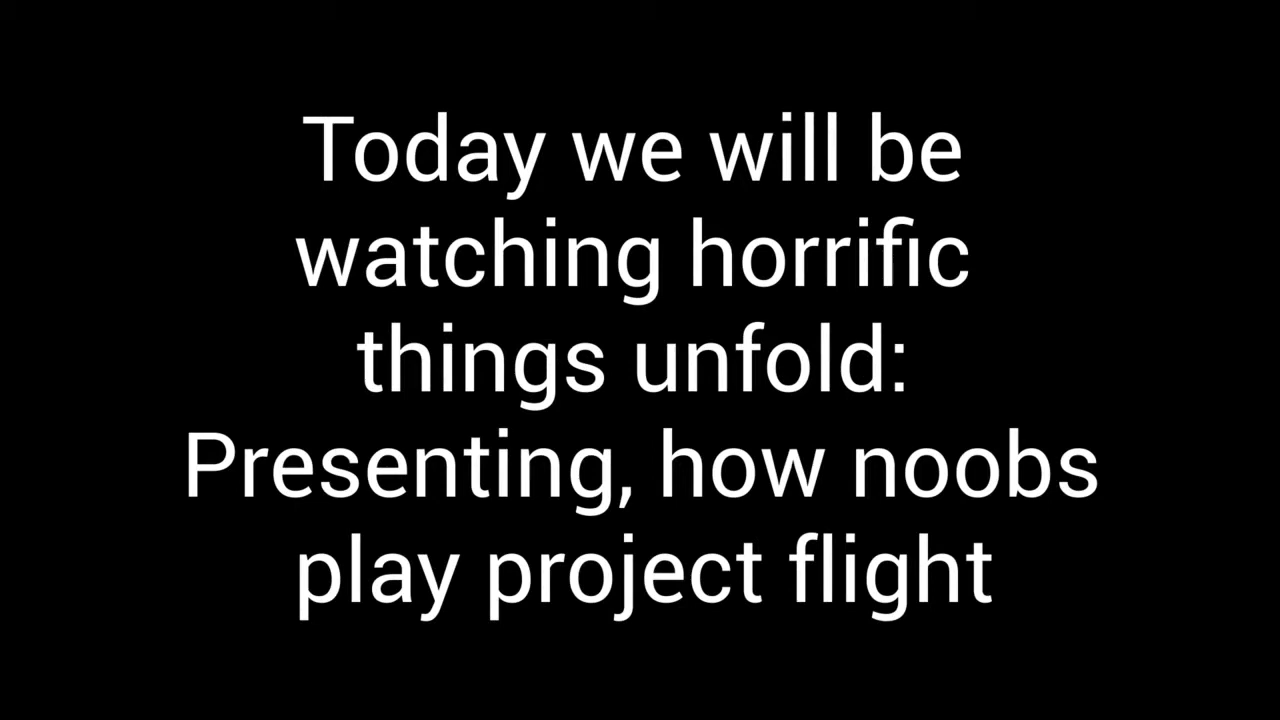 Today we will be
watching horrific
things unfold:
Presenting, how noobs
play project flight